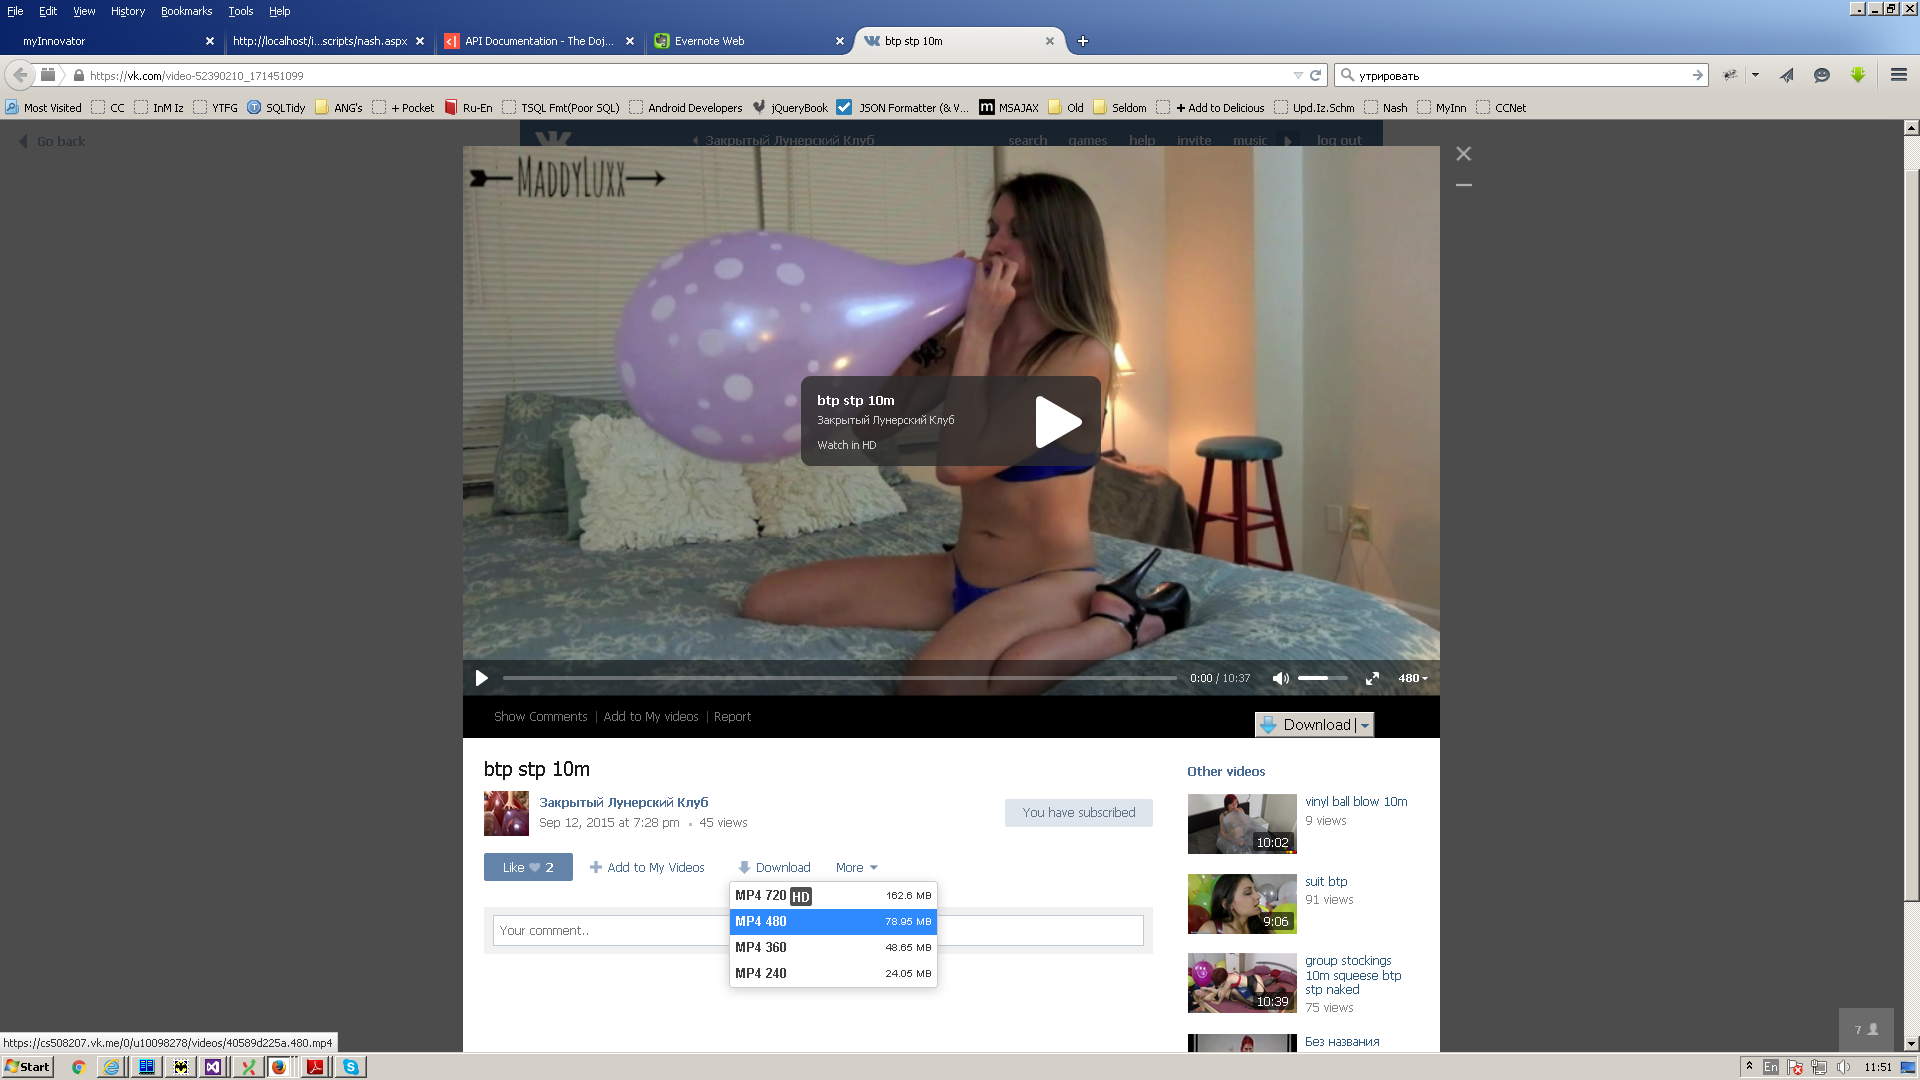 File Edit View History Bookmarks Tools Help
myInnovator
http://localhost/i...scripts/nash.aspx
API Documentation - The Doj...
Evernote Web
btp stp 10m
https://vk.com/video-52390210_171451099
утрировать
Most Visited CC InM Iz YTFG SQLTidy ANG's + Pocket Ru-En TSQL Fmt(Poor SQL) Android Developers jQueryBook JSON Formatter (& V... MSAJAX Old Seldom + Add to Delicious Upd.Iz.Schm Nash MyInn CCNet
Go back
Закрытый Лунерский Клуб search games help invite music log out
MADDYLUXX
btp stp 10m
Закрытый Лунерский Клуб
Watch in HD
0:00 / 10:37 480
Show Comments | Add to My videos | Report
Download
btp stp 10m
Закрытый Лунерский Клуб
Sep 12, 2015 at 7:28 pm • 45 views
You have subscribed
Like 2 Add to My Videos Download More
MP4 720 HD 162.6 MB
MP4 480 78.95 MB
MP4 360 48.65 MB
MP4 240 24.05 MB
Your comment..
Other videos
vinyl ball blow 10m
9 views
10:02
suit btp
91 views
9:06
group stockings
10m squeese btp
stp naked
75 views
10:39
Без названия
7
https://cs508207.vk.me/0/u10098278/videos/40589d225a.480.mp4
Start
En
11:51